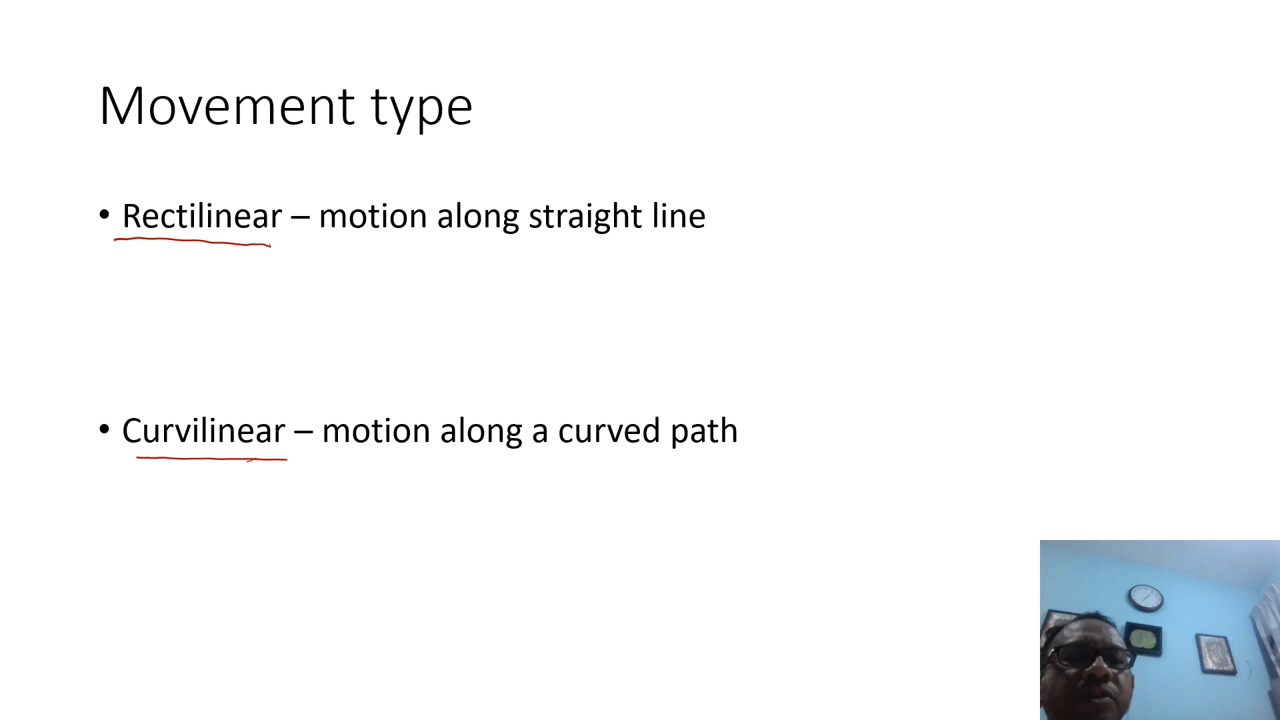 Movement type
• Rectilinear – motion along straight line
• Curvilinear – motion along a curved path